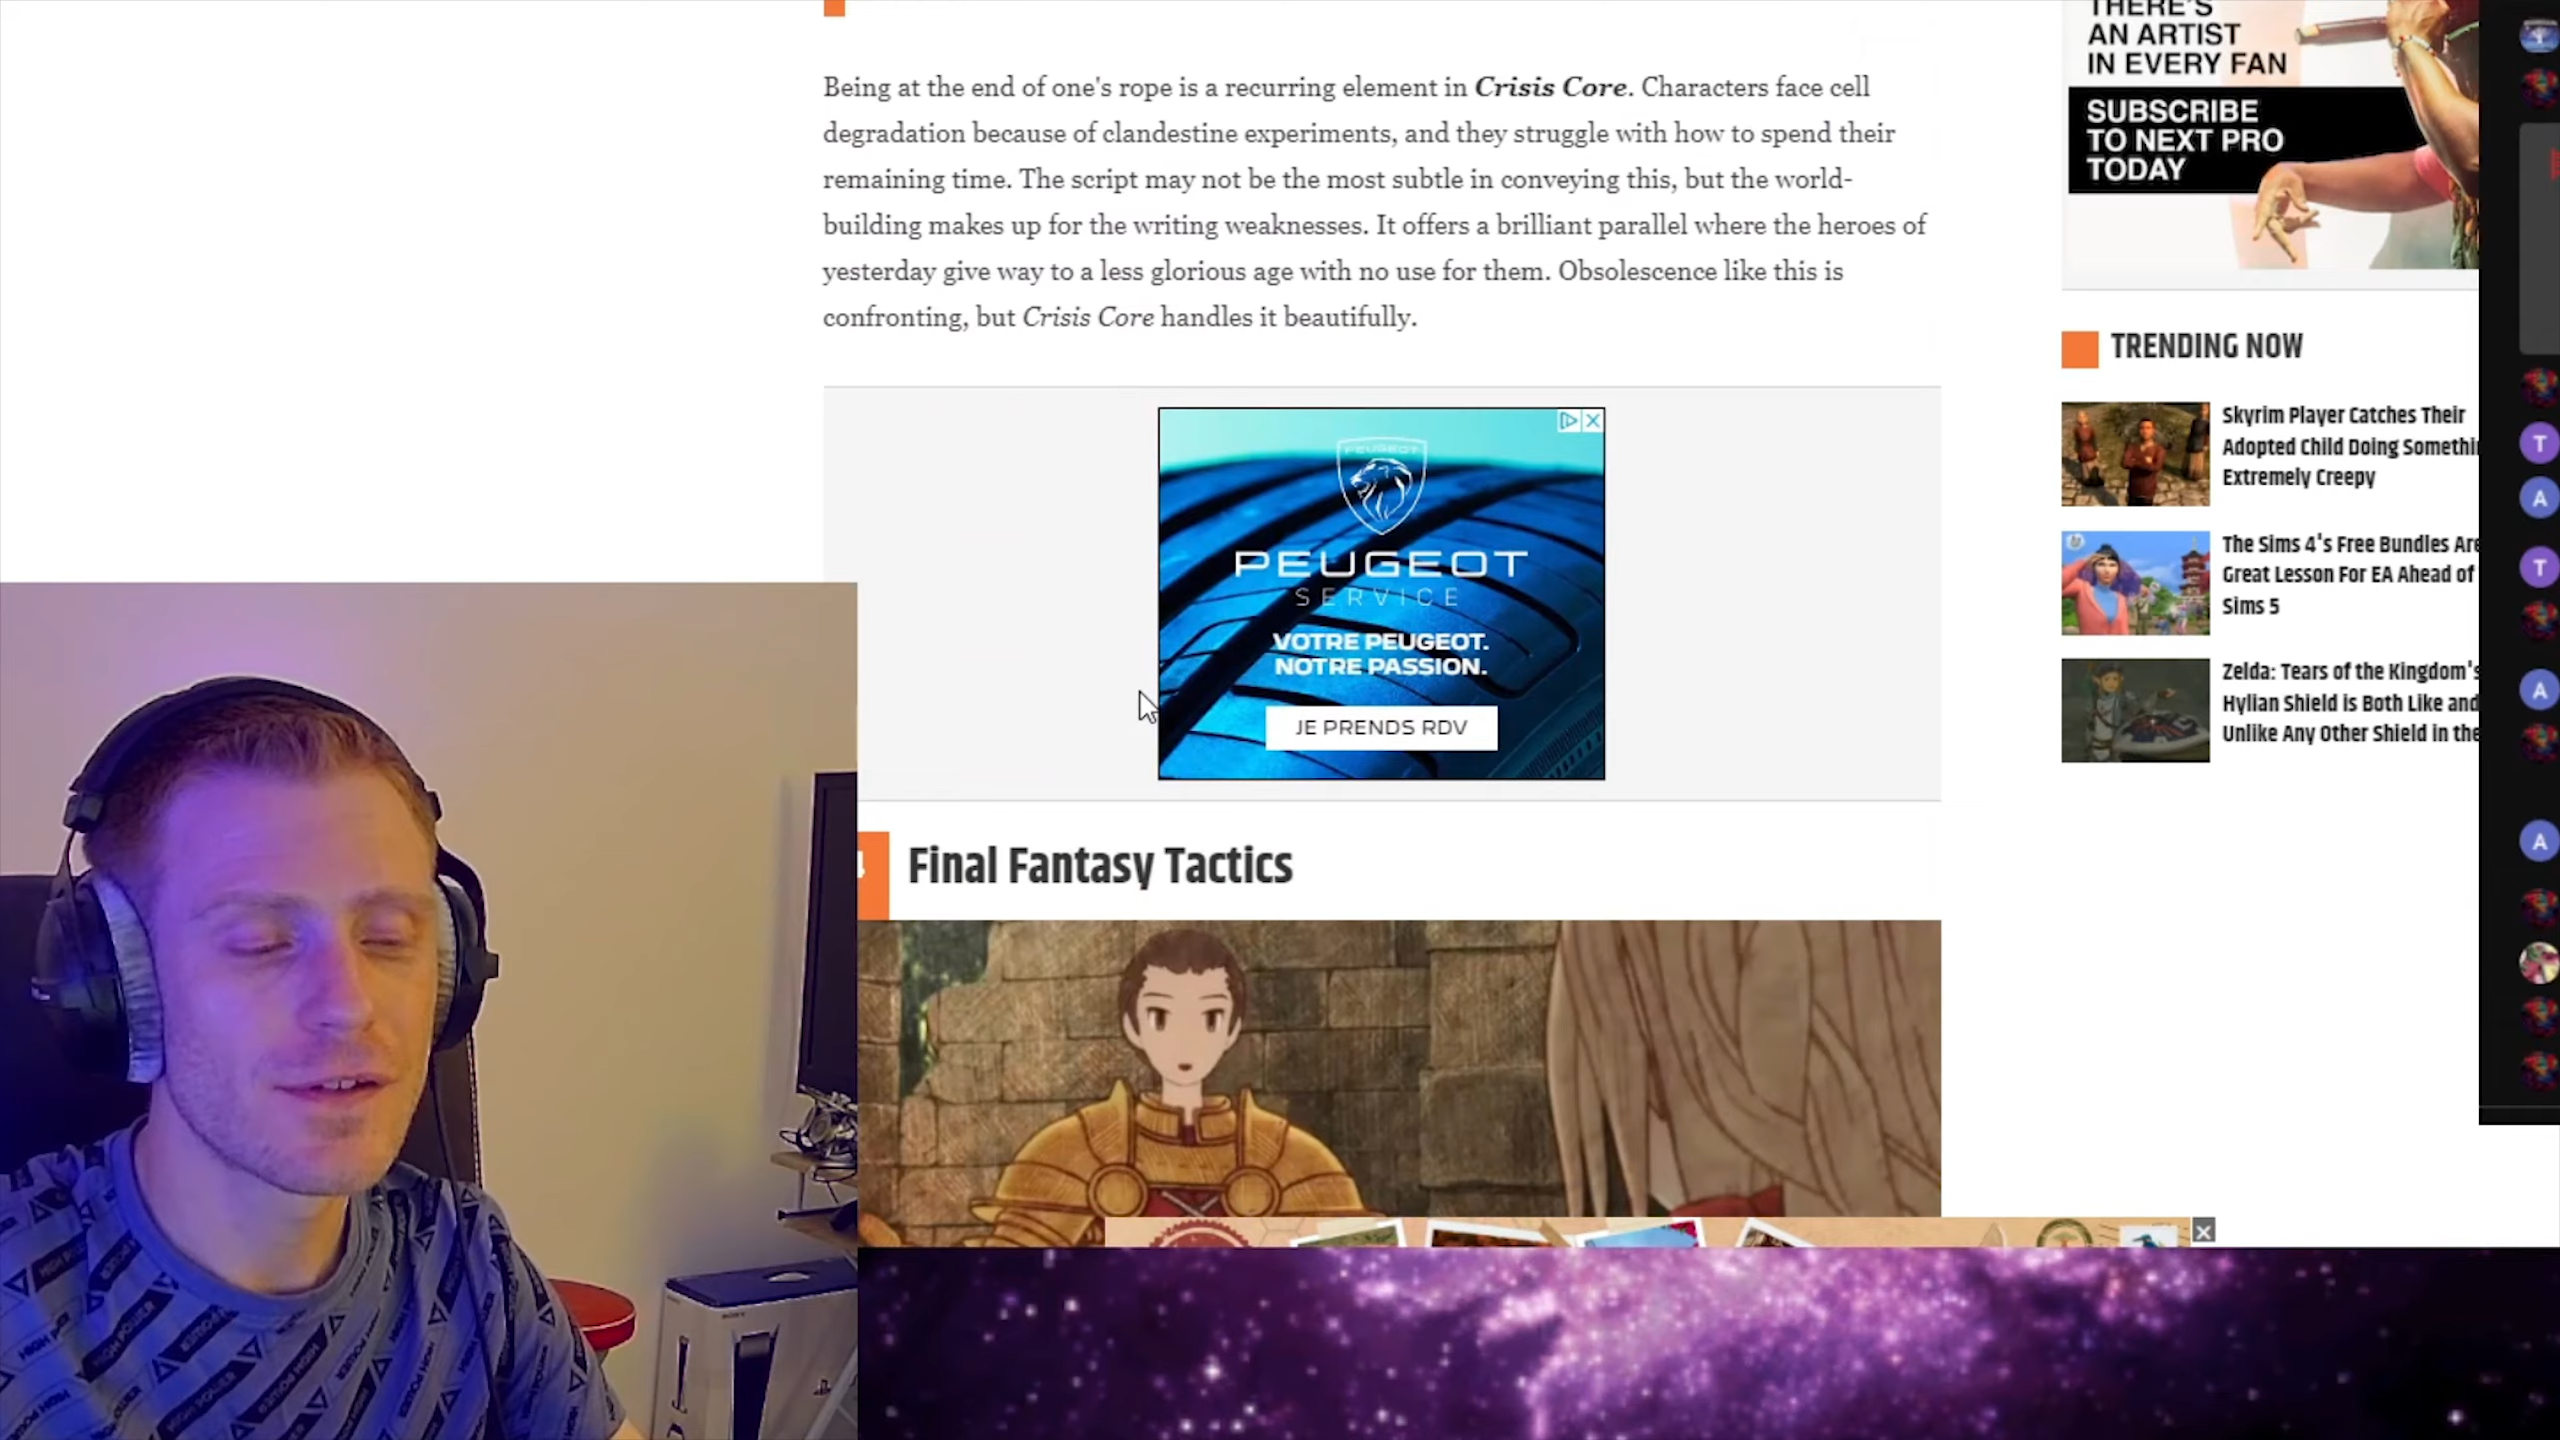 Being at the end of one's rope is a recurring element in Crisis Core. Characters face cell
degradation because of clandestine experiments, and they struggle with how to spend their
remaining time. The script may not be the most subtle in conveying this, but the world-
building makes up for the writing weaknesses. It offers a brilliant parallel where the heroes of
yesterday give way to a less glorious age with no use for them. Obsolescence like this is
confronting, but Crisis Core handles it beautifully.
PEUGEOT
PEUGEOT
SERVICE
VOTRE PEUGEOT.
NOTRE PASSION.
JE PRENDS RDV
Final Fantasy Tactics
THERE'S
AN ARTIST
IN EVERY FAN
SUBSCRIBE
TO NEXT PRO
TODAY
TRENDING NOW
Skyrim Player Catches Their
Adopted Child Doing Somethi
Extremely Creepy
The Sims 4's Free Bundles Are
Great Lesson For EA Ahead of
Sims 5
Zelda: Tears of the Kingdom's
Hylian Shield is Both Like and
Unlike Any Other Shield in the
T
A
T
A
A
SONY
HIGH POWER